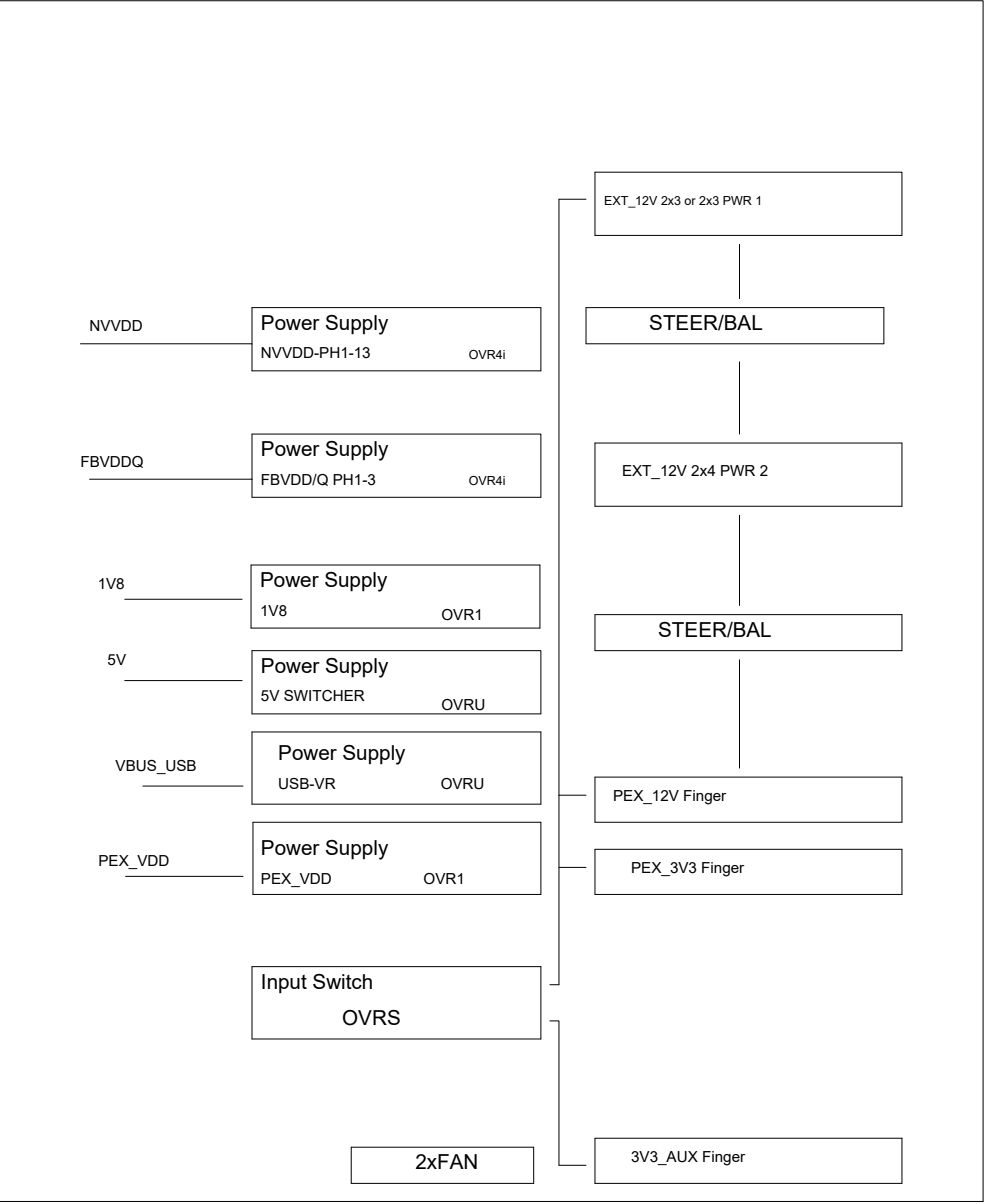 EXT_12V 2x3 or 2x3 PWR 1
NVVDD
Power Supply
NVVDD-PH1-13 OVR4i
STEER/BAL
FBVDDQ
Power Supply
FBVDD/Q PH1-3 OVR4i
EXT_12V 2x4 PWR 2
1V8
Power Supply
1V8 OVR1
STEER/BAL
5V
Power Supply
5V SWITCHER OVRU
VBUS_USB
Power Supply
USB-VR OVRU
PEX_12V Finger
PEX_VDD
Power Supply
PEX_VDD OVR1
PEX_3V3 Finger
Input Switch
OVRS
2xFAN
3V3_AUX Finger